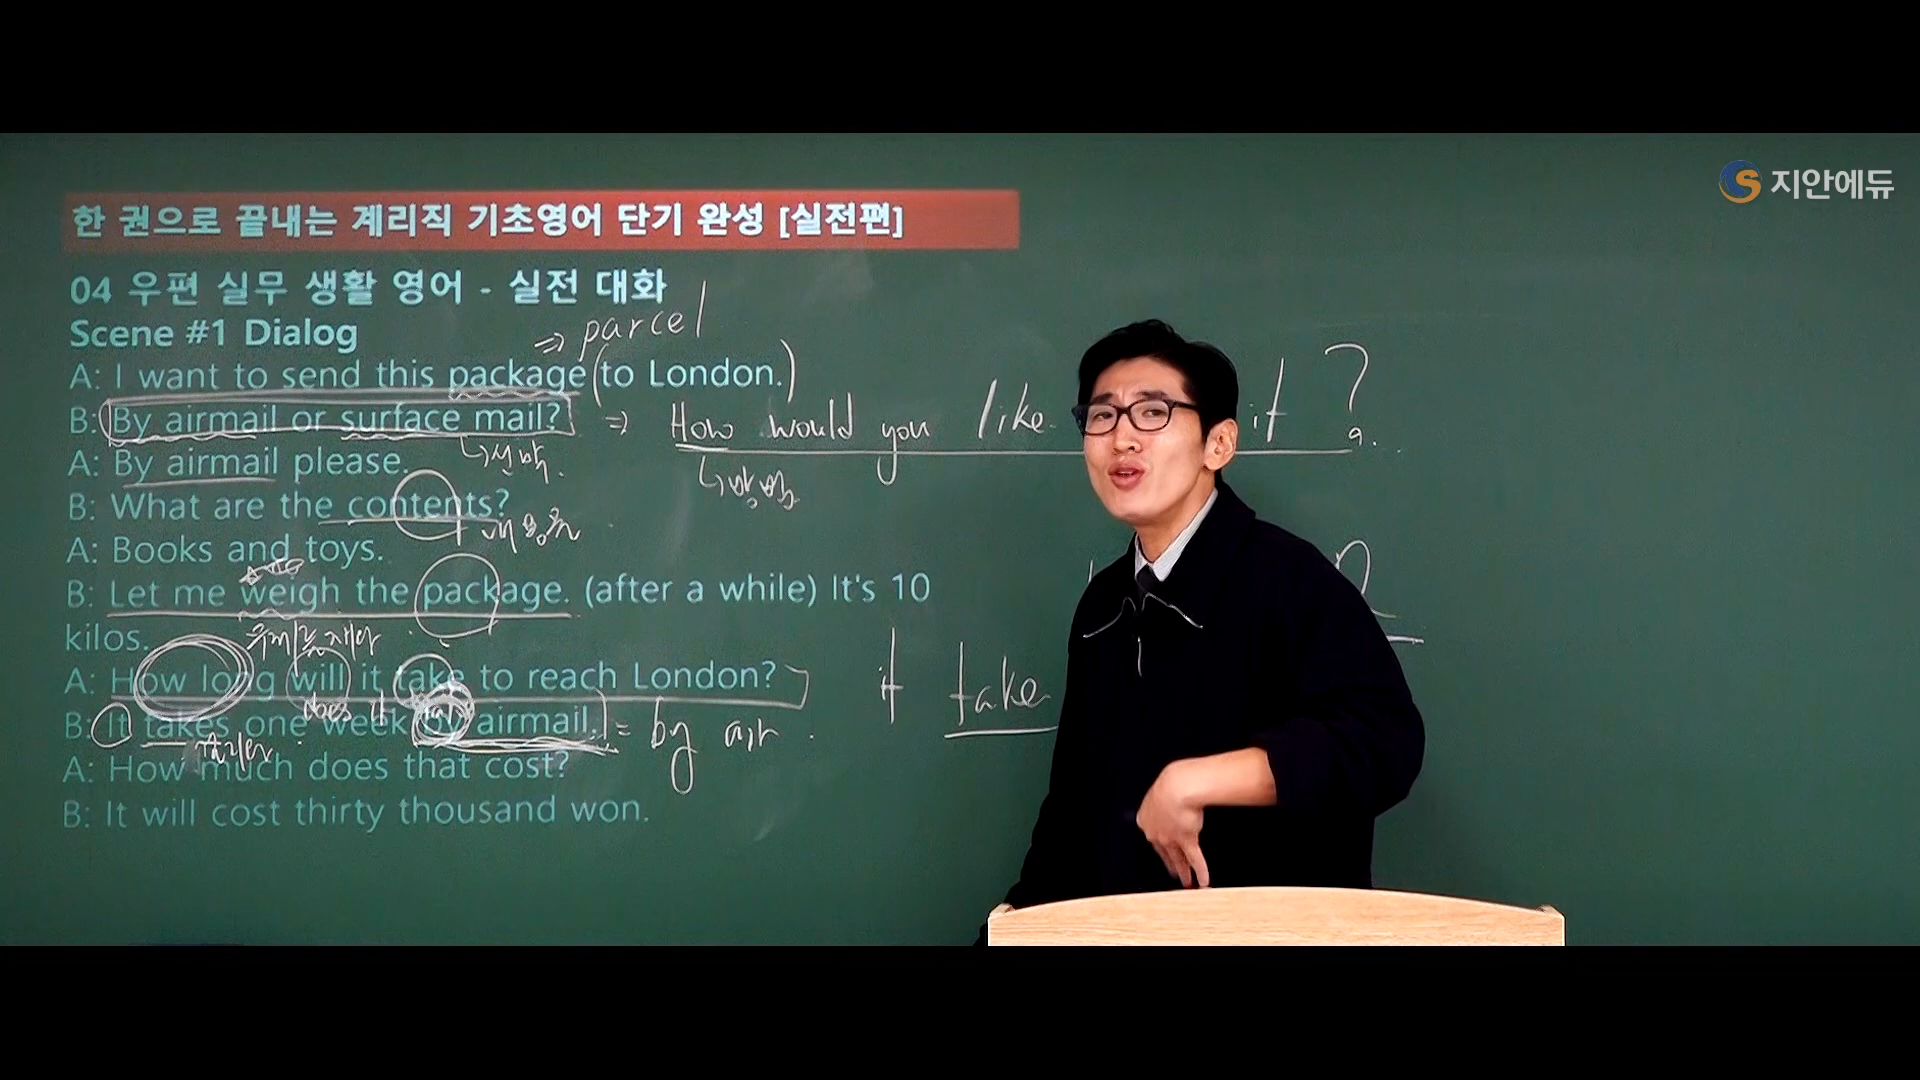 지안에듀
한 권으로 끝내는 계리직 기초영어 단기 완성 [실전편]
04 우편 실무 생활 영어 - 실전 대화
Scene #1 Dialog
⇒ parcel
A: I want to send this package (to London.)
B: By airmail or surface mail? ⇒ How would you like it?
A: By airmail please.
B: What are the contents?
A: Books and toys.
B: Let me weigh the package. (after a while) It's 10
kilos.
A: How long will it take to reach London?
does it
it take
B: It takes one week by airmail. = by air.
A: How much does that cost?
B: It will cost thirty thousand won.